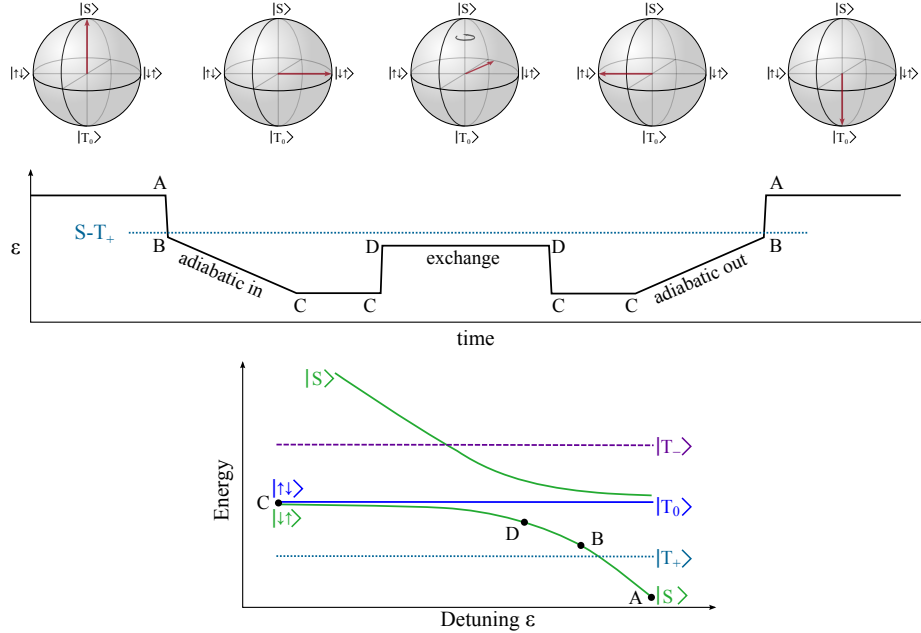 |S⟩ |S⟩ |S⟩ |S⟩ |S⟩
|↑↓⟩ |↓↑⟩ |↑↓⟩ |↓↑⟩ |↑↓⟩ |↓↑⟩ |↑↓⟩ |↓↑⟩ |↑↓⟩ |↓↑⟩
|T₀⟩ |T₀⟩ |T₀⟩ |T₀⟩ |T₀⟩
A A
S-T₊
ε B D D B
adiabatic in exchange adiabatic out
C C C C
time
|S⟩
|T₋⟩
Energy
|↑↓⟩
C |T₀⟩
|↓↑⟩
D B
|T₊⟩
A |S⟩
Detuning ε